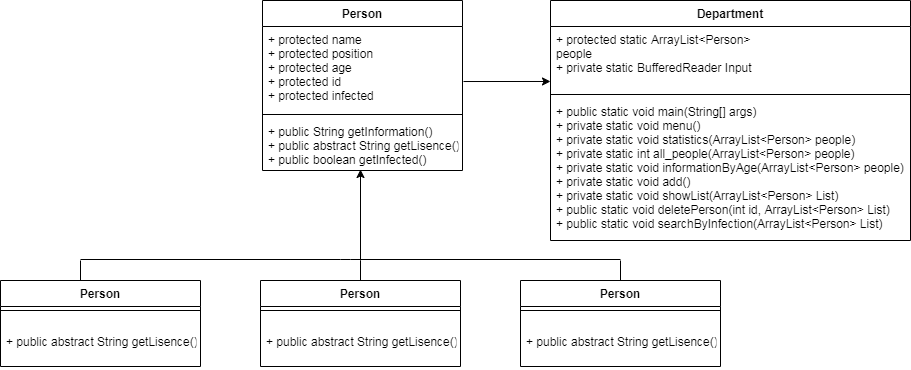 Person
+ protected name
+ protected position
+ protected age
+ protected id
+ protected infected
+ public String getInformation()
+ public abstract String getLisence()
+ public boolean getInfected()
Department
+ protected static ArrayList<Person>
people
+ private static BufferedReader Input
+ public static void main(String[] args)
+ private static void menu()
+ private static void statistics(ArrayList<Person> people)
+ private static int all_people(ArrayList<Person> people)
+ private static void informationByAge(ArrayList<Person> people)
+ private static void add()
+ private static void showList(ArrayList<Person> List)
+ public static void deletePerson(int id, ArrayList<Person> List)
+ public static void searchByInfection(ArrayList<Person> List)
Person
+ public abstract String getLisence()
Person
+ public abstract String getLisence()
Person
+ public abstract String getLisence()